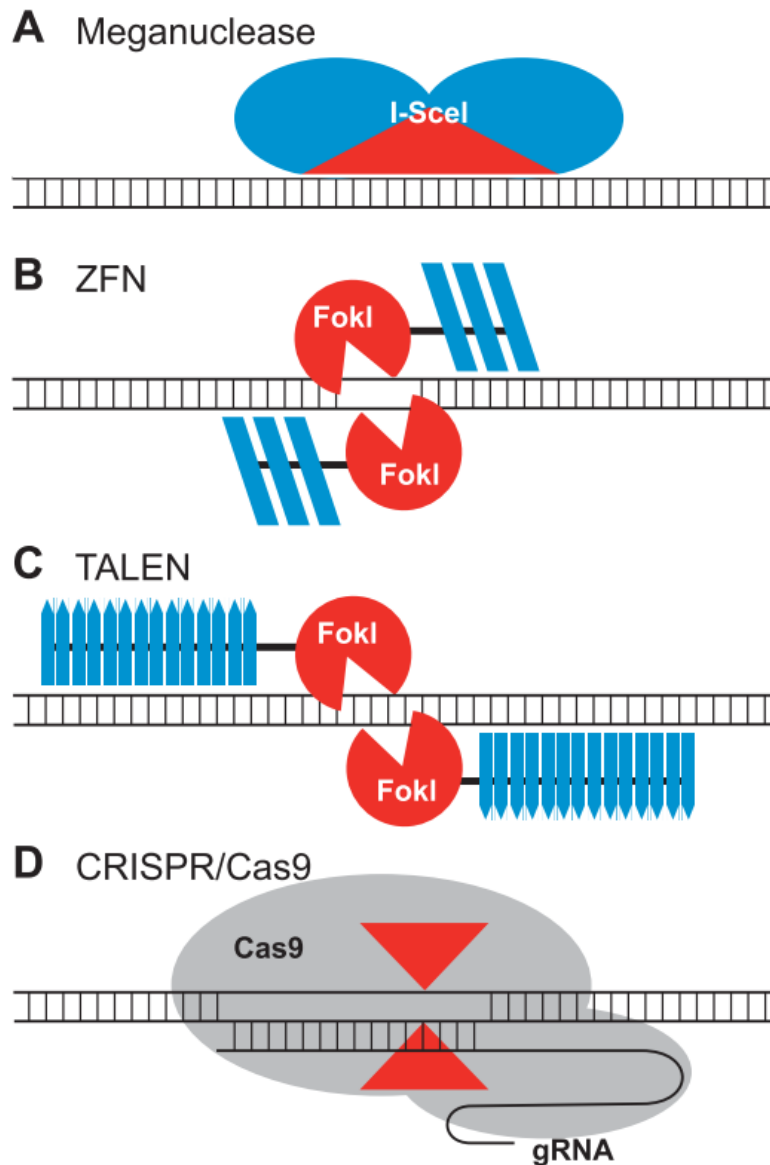 A Meganuclease
I-SceI
B ZFN
FokI
FokI
C TALEN
FokI
FokI
D CRISPR/Cas9
Cas9
gRNA